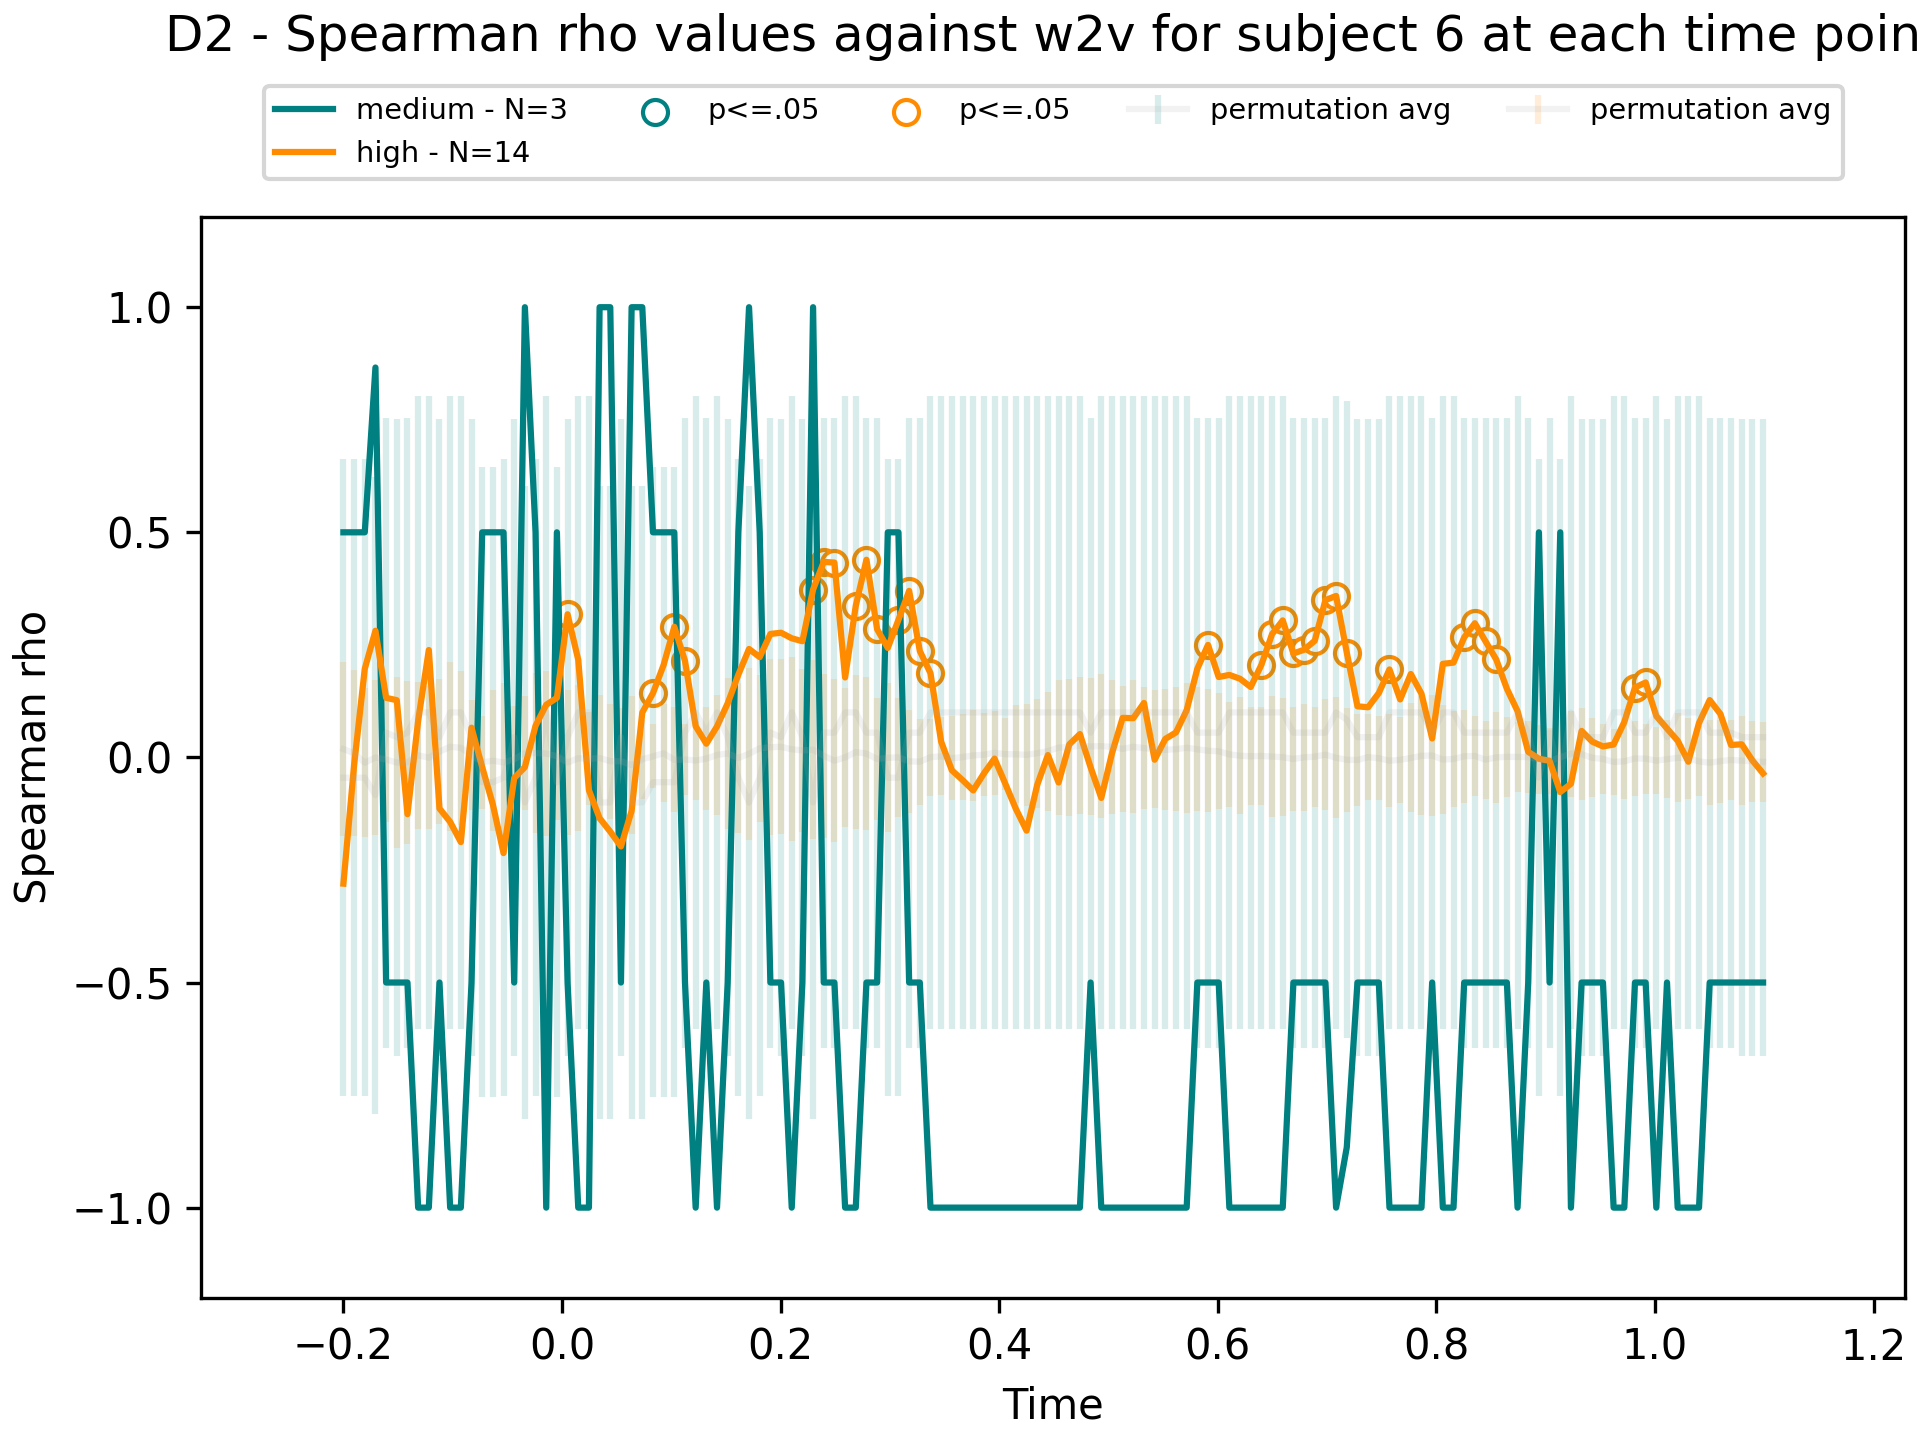 D2 - Spearman rho values against w2v for subject 6 at each time poin
medium - N=3
high - N=14
p<=.05
p<=.05
permutation avg
permutation avg
Spearman rho
1.0
0.5
0.0
−0.5
−1.0
−0.2
0.0
0.2
0.4
0.6
0.8
1.0
1.2
Time